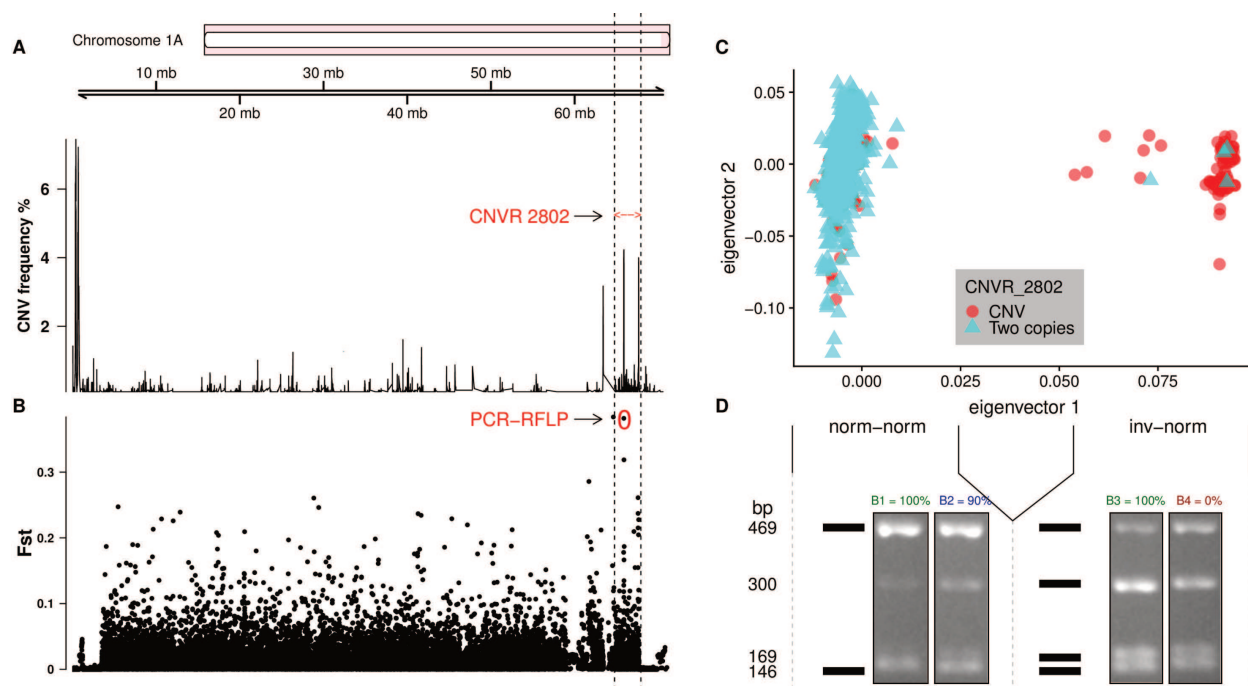 A
Chromosome 1A
10 mb
30 mb
50 mb
20 mb
40 mb
60 mb
CNV frequency %
6
4
2
CNVR 2802
B
PCR−RFLP
Fst
0.3
0.2
0.1
0
C
eigenvector 2
0.05
0.00
−0.05
−0.10
CNVR_2802
CNV
Two copies
0.000
0.025
0.050
0.075
eigenvector 1
D
norm−norm
inv−norm
bp
B1 = 100%
B2 = 90%
B3 = 100%
B4 = 0%
469
300
169
146